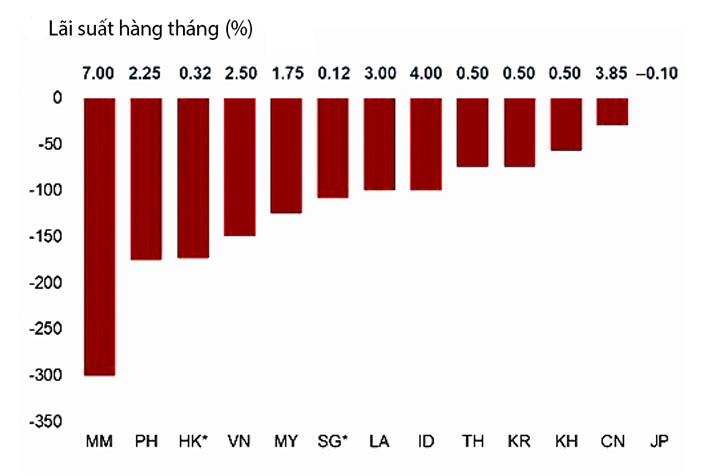 Lãi suất hàng tháng (%)
7.00 2.25 0.32 2.50 1.75 0.12 3.00 4.00 0.50 0.50 0.50 3.85 –0.10
0
-50
-100
-150
-200
-250
-300
-350
MM PH HK* VN MY SG* LA ID TH KR KH CN JP